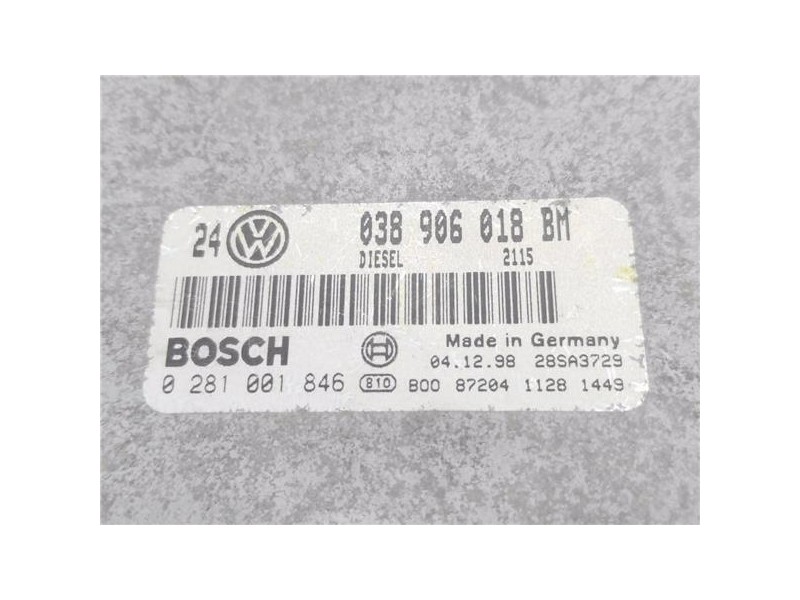 24 VW 038 906 018 BM
DIESEL 2115
BOSCH Made in Germany
04.12.98 28SA3729
0 281 001 846 810 B00 87204 1128 1449